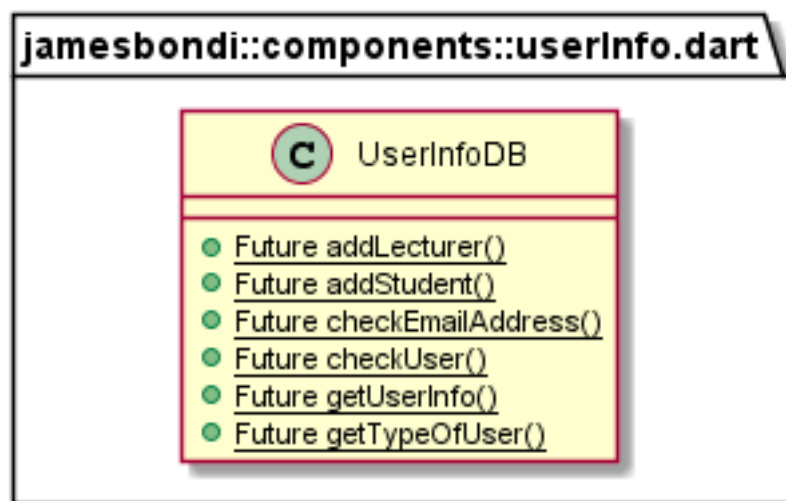 jamesbondi::components::userInfo.dart
C UserInfoDB
Future addLecturer()
Future addStudent()
Future checkEmailAddress()
Future checkUser()
Future getUserInfo()
Future getTypeOfUser()